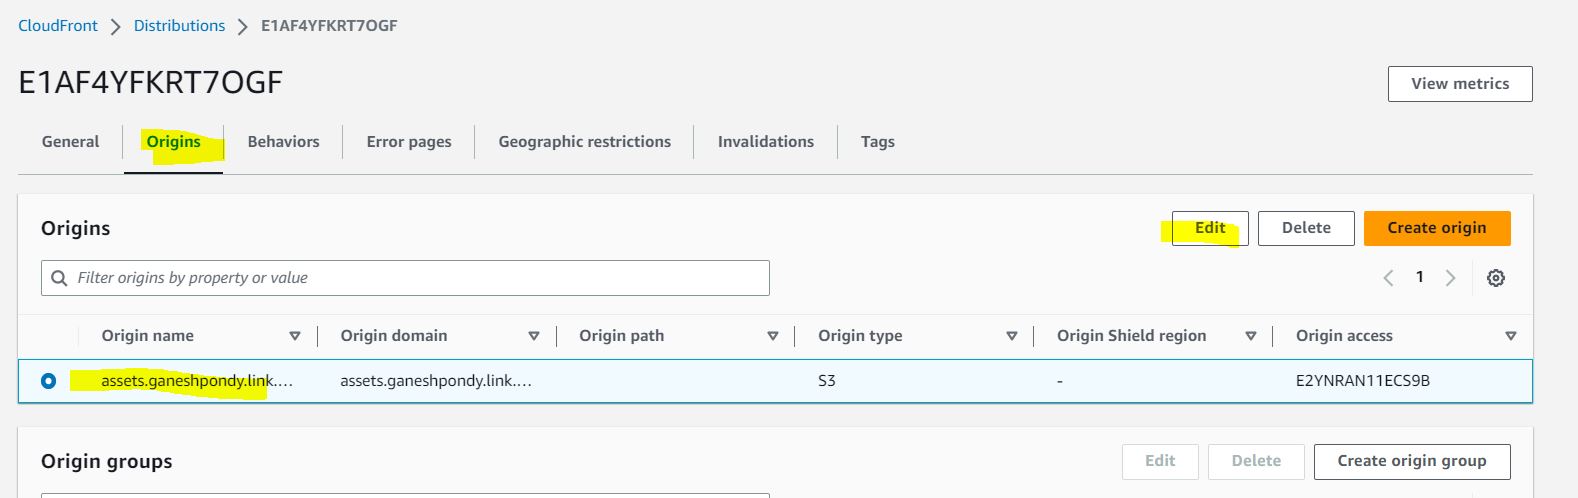 CloudFront > Distributions > E1AF4YFKRT7OGF
E1AF4YFKRT7OGF
View metrics
General Origins Behaviors Error pages Geographic restrictions Invalidations Tags
Origins
Edit Delete Create origin
Filter origins by property or value
1
Origin name Origin domain Origin path Origin type Origin Shield region Origin access
assets.ganeshpondy.link.... assets.ganeshpondy.link.... S3 - E2YNRAN11ECS9B
Origin groups
Edit Delete Create origin group